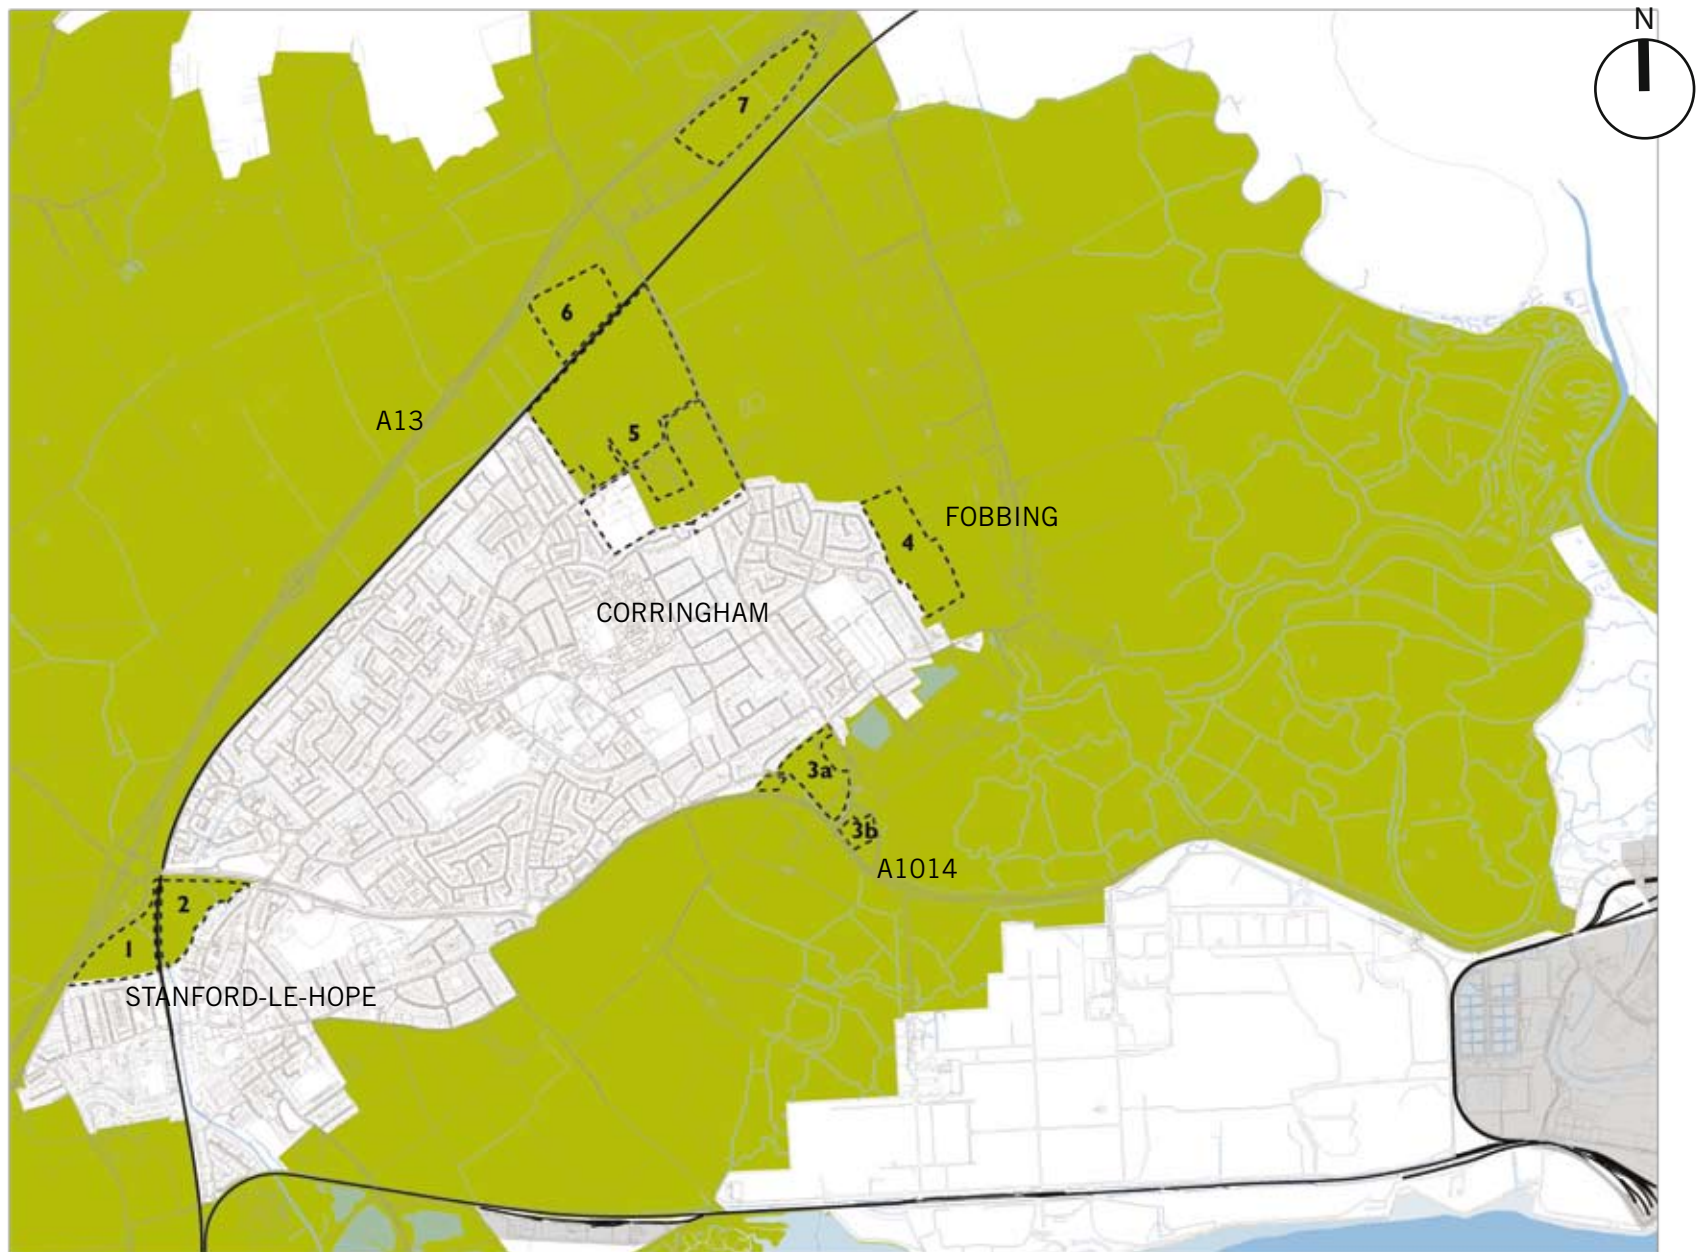 N
7
6
A13
5
FOBBING
4
CORRINGHAM
3a
3b
A1014
2
1
STANFORD-LE-HOPE